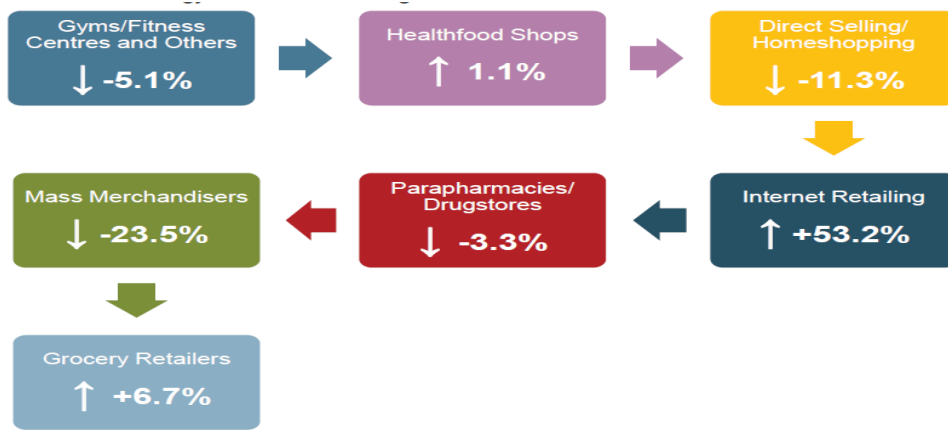 Gyms/Fitness
Centres and Others
↓ -5.1%
Healthfood Shops
↑ 1.1%
Direct Selling/
Homeshopping
↓ -11.3%
Internet Retailing
↑ +53.2%
Parapharmacies/
Drugstores
↓ -3.3%
Mass Merchandisers
↓ -23.5%
Grocery Retailers
↑ +6.7%